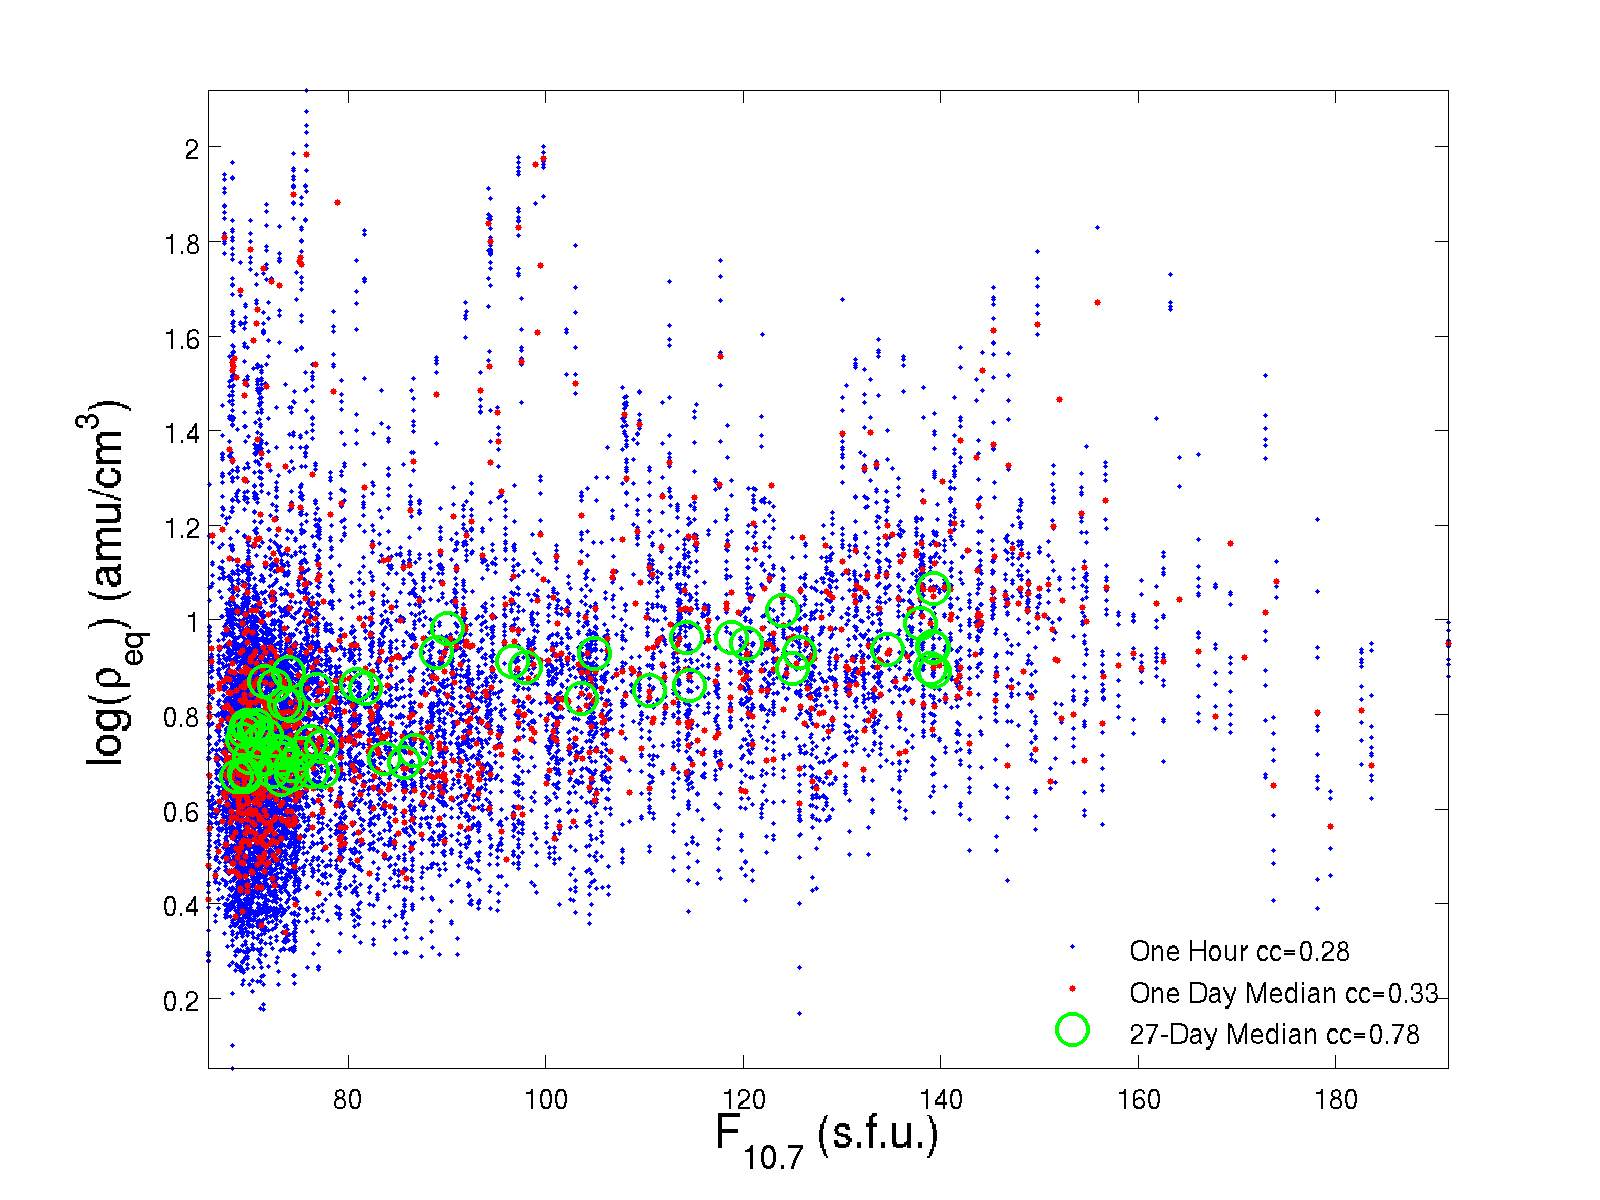 2
1.8
1.6
1.4
1.2
1
0.8
0.6
0.4
0.2
log(ρeq) (amu/cm³)
One Hour cc=0.28
One Day Median cc=0.33
27-Day Median cc=0.78
80 100 120 140 160 180
F10.7 (s.f.u.)